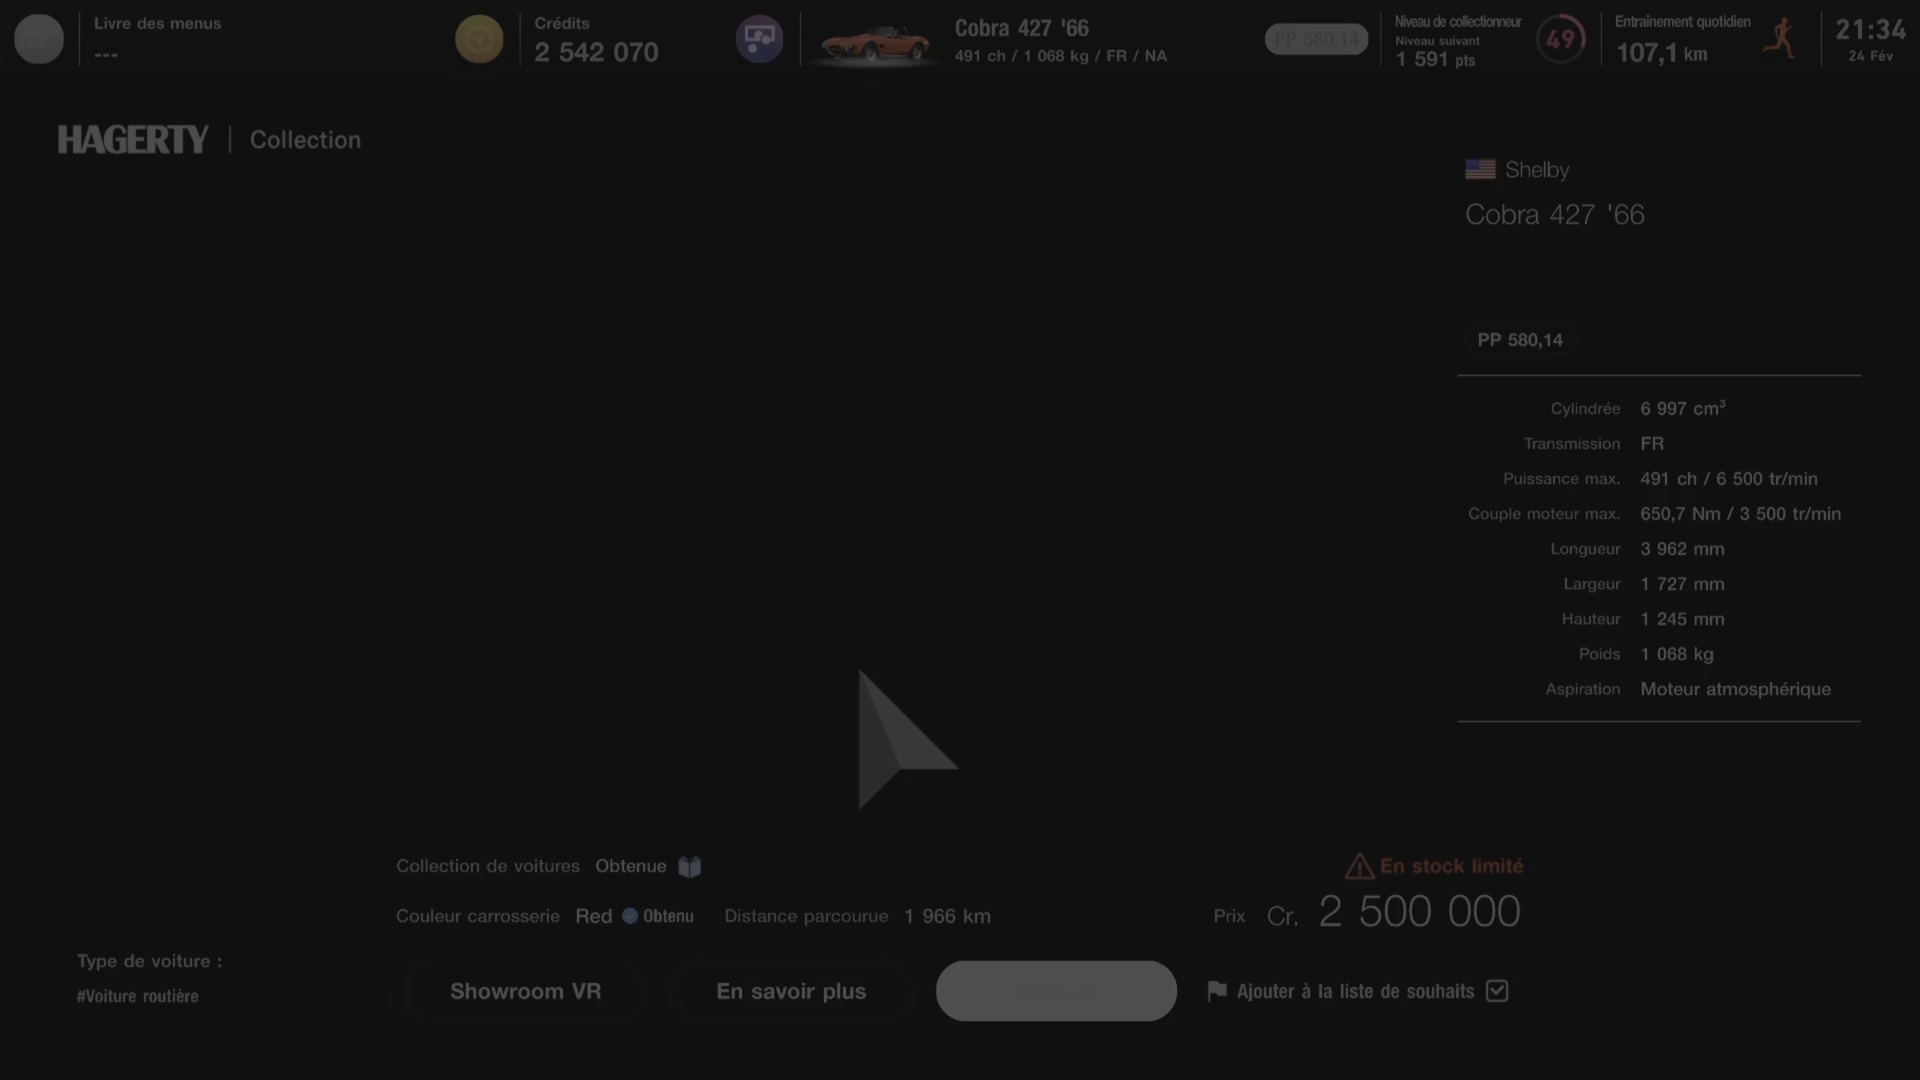 Livre des menus
---
Crédits
2 542 070
Cobra 427 '66
491 ch / 1 068 kg / FR / NA
PP 580,14
Niveau de collectionneur
Niveau suivant
1 591 pts
49
Entraînement quotidien
107,1 km
21:34
24 Fév
HAGERTY | Collection
Shelby
Cobra 427 '66
PP 580,14
Cylindrée 6 997 cm³
Transmission FR
Puissance max. 491 ch / 6 500 tr/min
Couple moteur max. 650,7 Nm / 3 500 tr/min
Longueur 3 962 mm
Largeur 1 727 mm
Hauteur 1 245 mm
Poids 1 068 kg
Aspiration Moteur atmosphérique
Collection de voitures Obtenue
En stock limité
Couleur carrosserie Red Obtenu Distance parcourue 1 966 km
Prix Cr. 2 500 000
Type de voiture :
#Voiture routière
Showroom VR
En savoir plus
Ajouter à la liste de souhaits